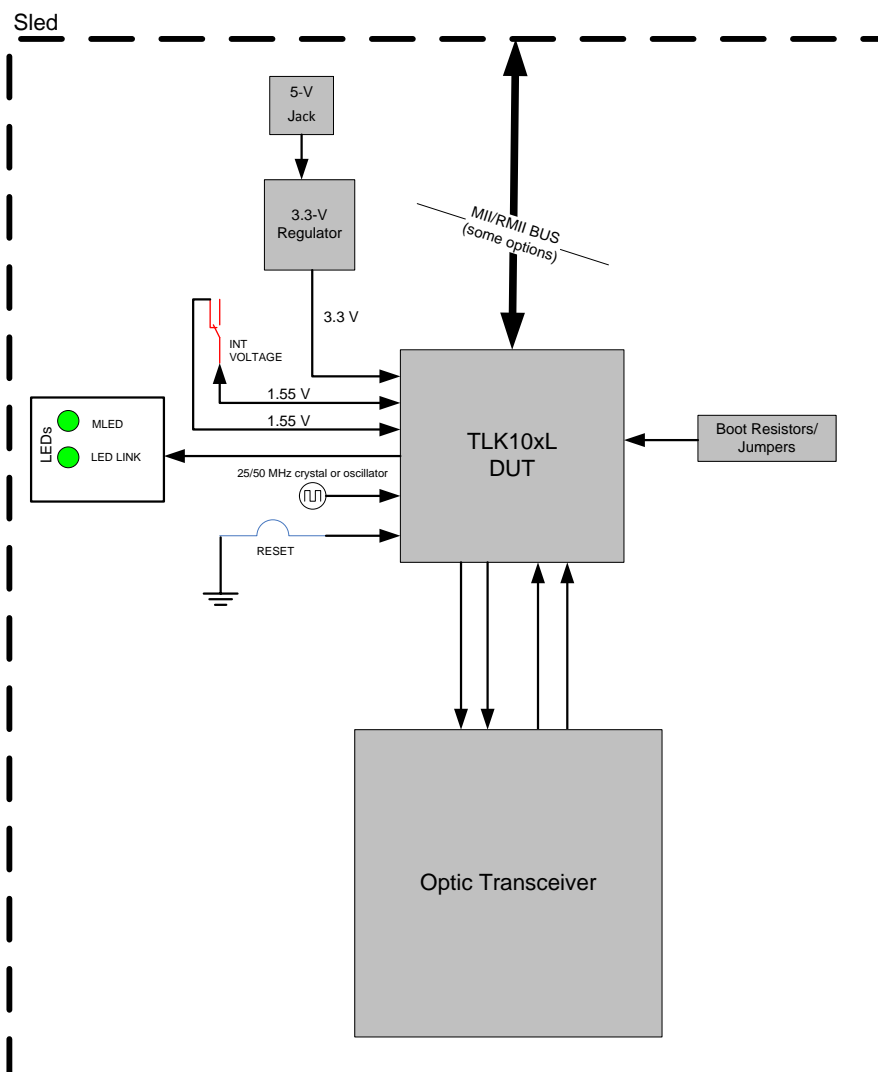 Sled
5-V
Jack
3.3-V
Regulator
MII/RMII BUS
(some options)
3.3 V
INT
VOLTAGE
1.55 V
1.55 V
LEDs
MLED
LED LINK
TLK10xL
DUT
Boot Resistors/
Jumpers
25/50 MHz crystal or oscillator
RESET
Optic Transceiver